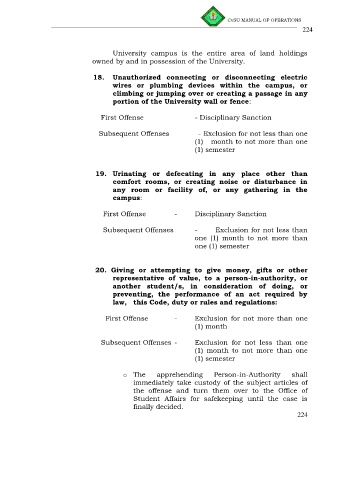 CvSU MANUAL OF OPERATIONS
224
University campus is the entire area of land holdings
owned by and in possession of the University.
18. Unauthorized connecting or disconnecting electric
wires or plumbing devices within the campus, or
climbing or jumping over or creating a passage in any
portion of the University wall or fence:
First Offense - Disciplinary Sanction
Subsequent Offenses - Exclusion for not less than one
(1) month to not more than one
(1) semester
19. Urinating or defecating in any place other than
comfort rooms, or creating noise or disturbance in
any room or facility of, or any gathering in the
campus:
First Offense - Disciplinary Sanction
Subsequent Offenses - Exclusion for not less than
one (1) month to not more than
one (1) semester
20. Giving or attempting to give money, gifts or other
representative of value, to a person-in-authority, or
another student/s, in consideration of doing, or
preventing, the performance of an act required by
law, this Code, duty or rules and regulations:
First Offense - Exclusion for not more than one
(1) month
Subsequent Offenses - Exclusion for not less than one
(1) month to not more than one
(1) semester
o The apprehending Person-in-Authority shall
immediately take custody of the subject articles of
the offense and turn them over to the Office of
Student Affairs for safekeeping until the case is
finally decided.
224